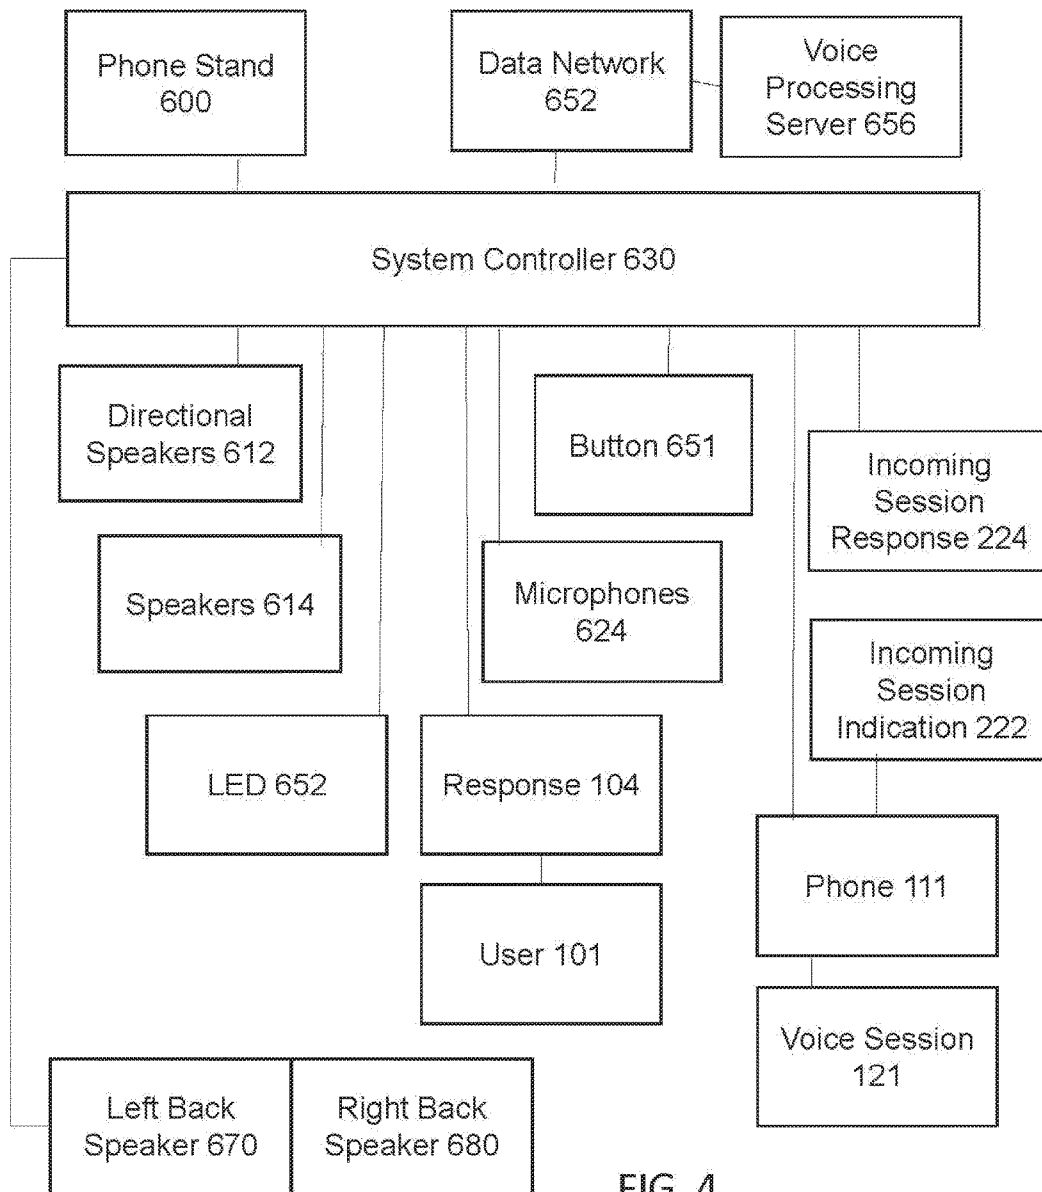 Phone Stand
600
Data Network
652
Voice
Processing
Server 656
System Controller 630
Directional
Speakers 612
Button 651
Incoming
Session
Response 224
Speakers 614
Microphones
624
Incoming
Session
Indication 222
LED 652
Response 104
Phone 111
User 101
Voice Session
121
Left Back
Speaker 670
Right Back
Speaker 680
FIG. 4